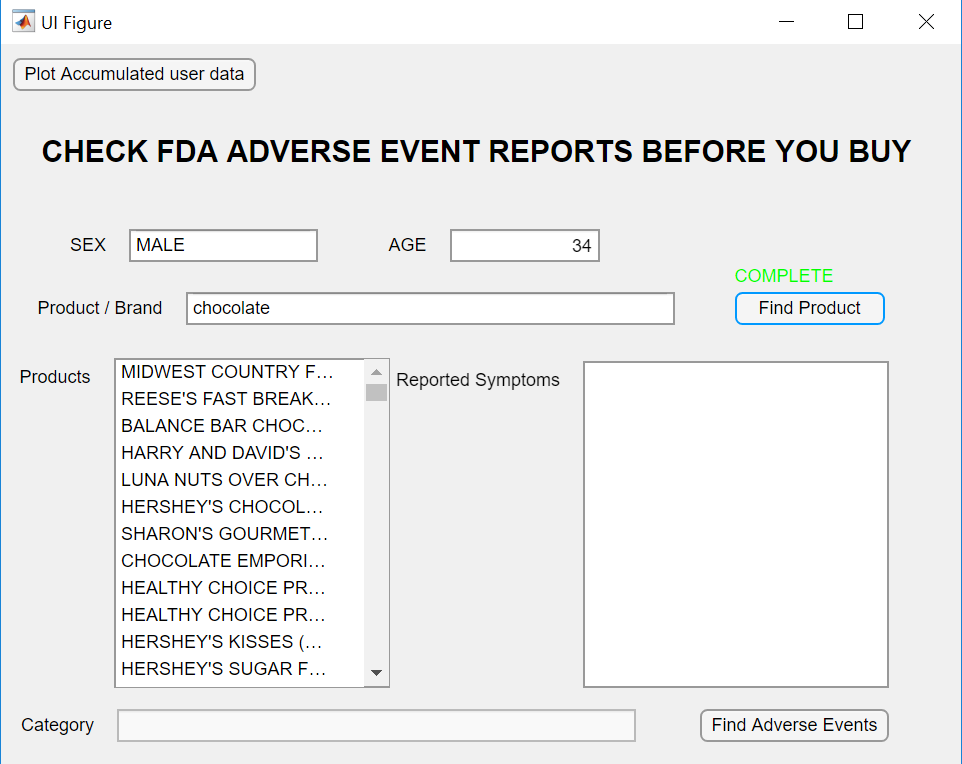 UI Figure
Plot Accumulated user data
CHECK FDA ADVERSE EVENT REPORTS BEFORE YOU BUY
SEX MALE AGE 34
COMPLETE
Product / Brand chocolate Find Product
Products
MIDWEST COUNTRY F...
REESE'S FAST BREAK...
BALANCE BAR CHOC...
HARRY AND DAVID'S ...
LUNA NUTS OVER CH...
HERSHEY'S CHOCOL...
SHARON'S GOURMET...
CHOCOLATE EMPORI...
HEALTHY CHOICE PR...
HEALTHY CHOICE PR...
HERSHEY'S KISSES (...
HERSHEY'S SUGAR F...
Reported Symptoms
Category Find Adverse Events